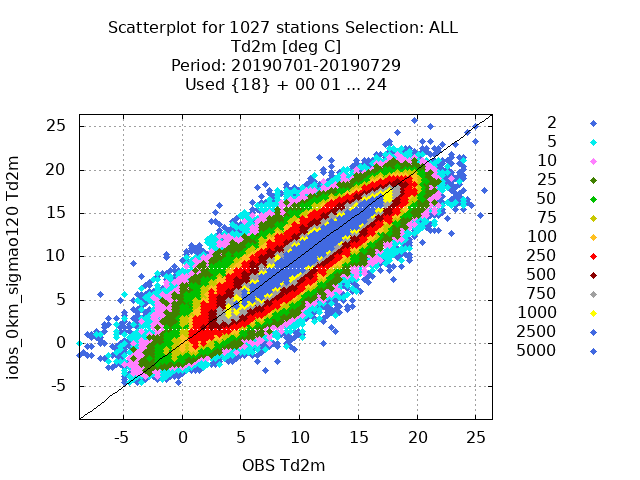 Scatterplot for 1027 stations Selection: ALL
Td2m [deg C]
Period: 20190701-20190729
Used {18} + 00 01 ... 24
iobs_0km_sigmao120 Td2m
25
20
15
10
5
0
-5
-5 0 5 10 15 20 25
OBS Td2m
2
5
10
25
50
75
100
250
500
750
1000
2500
5000